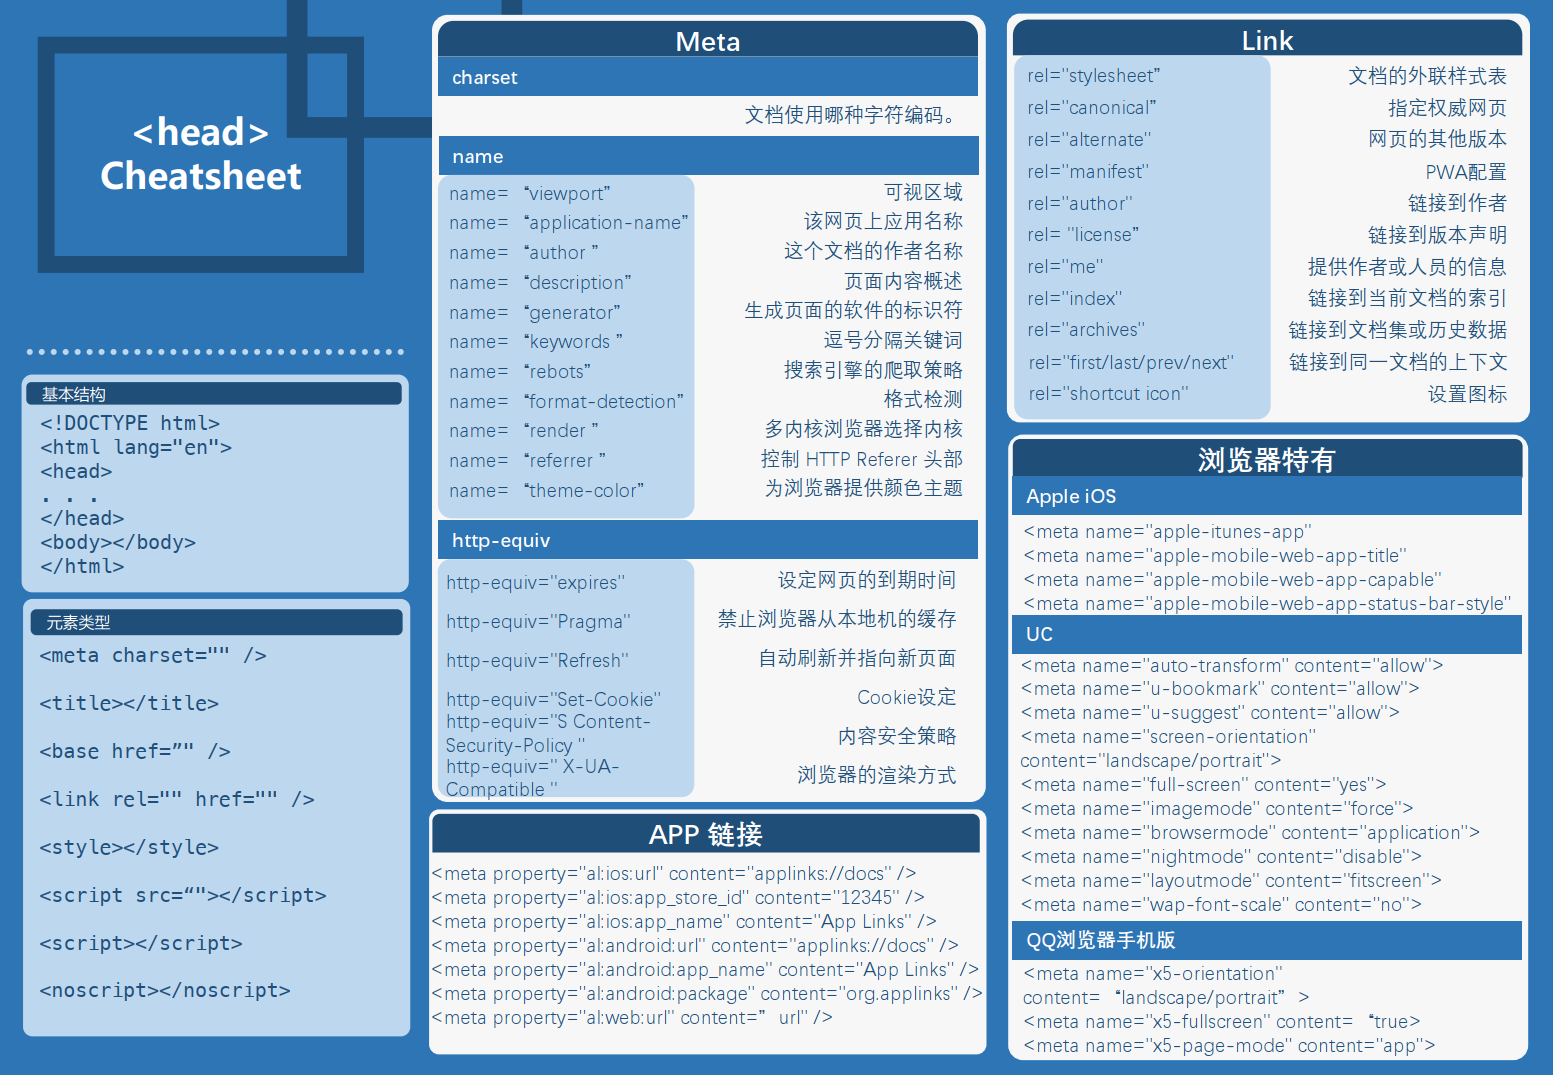 <head>
Cheatsheet
基本结构
<!DOCTYPE html>
<html lang="en">
<head>
. . .
</head>
<body></body>
</html>
元素类型
<meta charset="" />
<title></title>
<base href=”" />
<link rel="" href="" />
<style></style>
<script src=“"></script>
<script></script>
<noscript></noscript>
Meta
charset
文档使用哪种字符编码。
name
name= “viewport” 可视区域
name= “application-name” 该网页上应用名称
name= “author ” 这个文档的作者名称
name= “description” 页面内容概述
name= “generator” 生成页面的软件的标识符
name= “keywords ” 逗号分隔关键词
name= “rebots” 搜索引擎的爬取策略
name= “format-detection” 格式检测
name= “render ” 多内核浏览器选择内核
name= “referrer ” 控制 HTTP Referer 头部
name= “theme-color” 为浏览器提供颜色主题
http-equiv
http-equiv="expires" 设定网页的到期时间
http-equiv="Pragma" 禁止浏览器从本地机的缓存
http-equiv="Refresh" 自动刷新并指向新页面
http-equiv="Set-Cookie" Cookie设定
http-equiv="S Content-
Security-Policy " 内容安全策略
http-equiv=" X-UA-
Compatible " 浏览器的渲染方式
APP 链接
<meta property="al:ios:url" content="applinks://docs" />
<meta property="al:ios:app_store_id" content="12345" />
<meta property="al:ios:app_name" content="App Links" />
<meta property="al:android:url" content="applinks://docs" />
<meta property="al:android:app_name" content="App Links" />
<meta property="al:android:package" content="org.applinks" />
<meta property="al:web:url" content=” url" />
Link
rel="stylesheet” 文档的外联样式表
rel="canonical” 指定权威网页
rel="alternate" 网页的其他版本
rel="manifest" PWA配置
rel="author" 链接到作者
rel= "license” 链接到版本声明
rel="me" 提供作者或人员的信息
rel="index" 链接到当前文档的索引
rel="archives" 链接到文档集或历史数据
rel="first/last/prev/next" 链接到同一文档的上下文
rel="shortcut icon" 设置图标
浏览器特有
Apple iOS
<meta name="apple-itunes-app"
<meta name="apple-mobile-web-app-title"
<meta name="apple-mobile-web-app-capable"
<meta name="apple-mobile-web-app-status-bar-style"
UC
<meta name="auto-transform" content="allow">
<meta name="u-bookmark" content="allow">
<meta name="u-suggest" content="allow">
<meta name="screen-orientation"
content="landscape/portrait">
<meta name="full-screen" content="yes">
<meta name="imagemode" content="force">
<meta name="browsermode" content="application">
<meta name="nightmode" content="disable">
<meta name="layoutmode" content="fitscreen">
<meta name="wap-font-scale" content="no">
QQ浏览器手机版
<meta name="x5-orientation"
content= “landscape/portrait” >
<meta name="x5-fullscreen" content= “true>
<meta name="x5-page-mode" content="app">